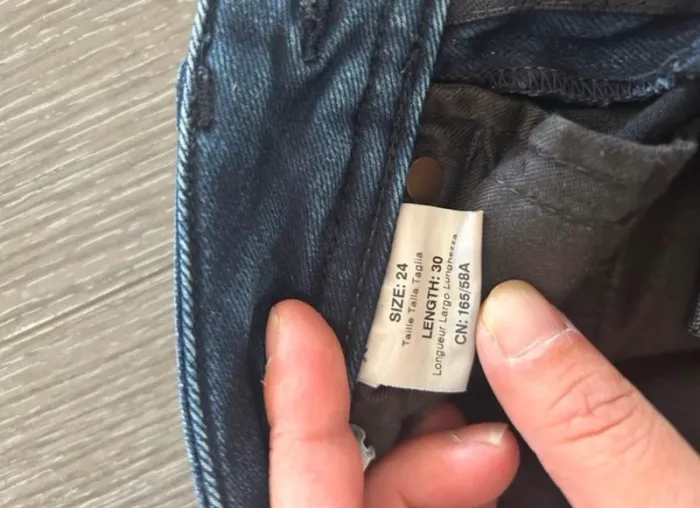 SIZE: 24
Taille Talla Taglia
LENGTH: 30
Longueur Largo Lunghezza
CN: 165/58A